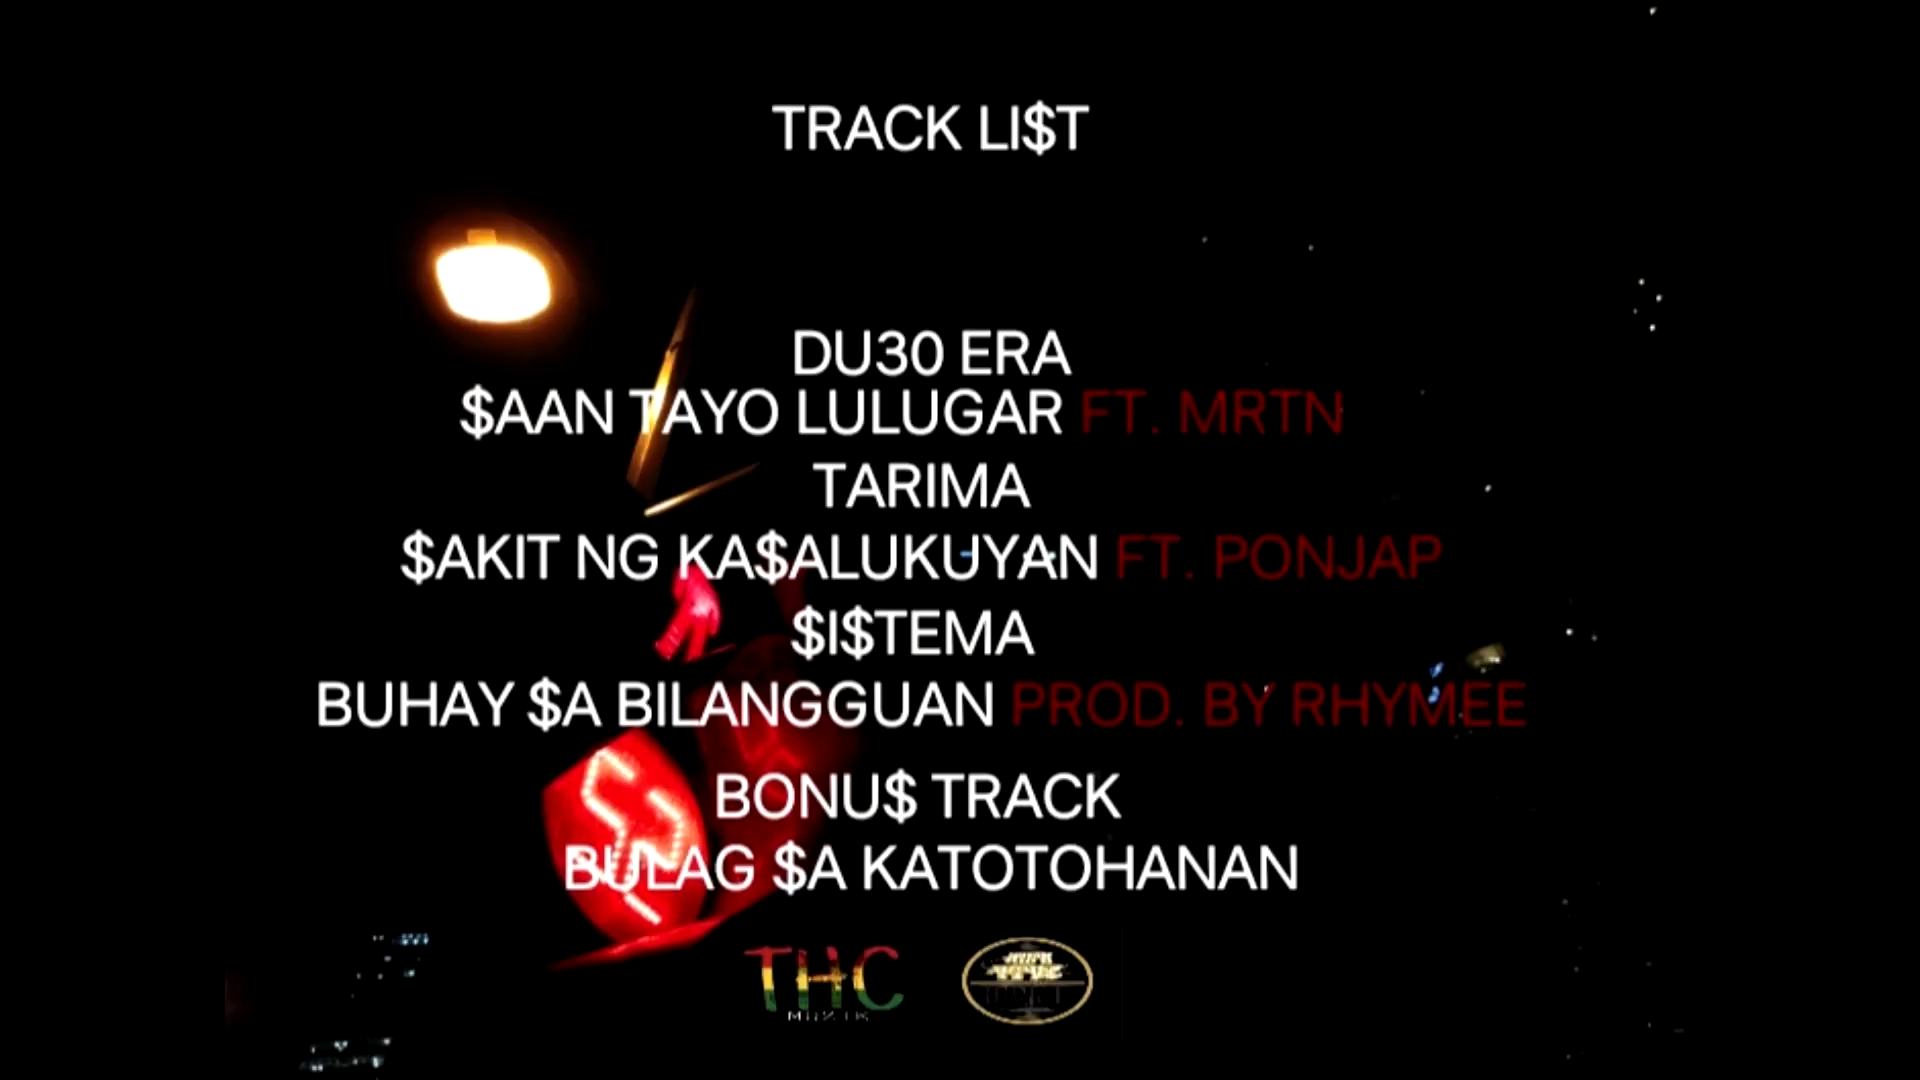 TRACK LI$T
DU30 ERA
$AAN TAYO LULUGAR FT. MRTN
TARIMA
$AKIT NG KA$ALUKUYAN FT. PONJAP
$I$TEMA
BUHAY $A BILANGGUAN PROD. BY RHYMEE
BONU$ TRACK
BULAG $A KATOTOHANAN
THC